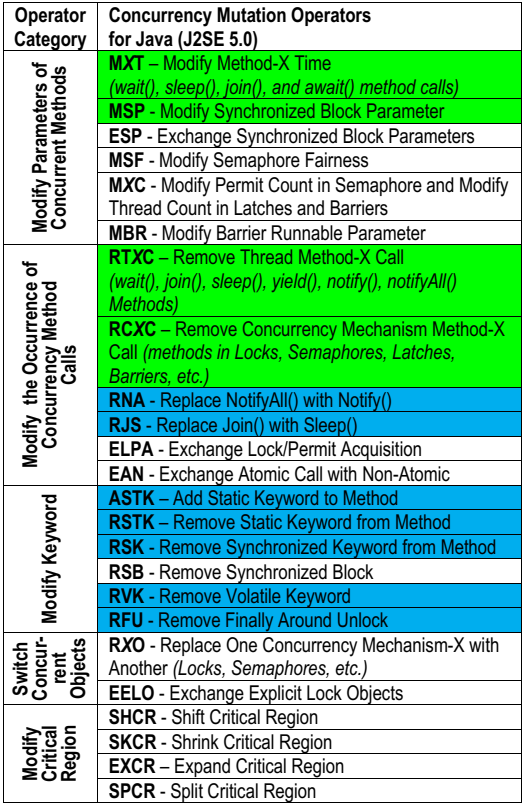 Operator
Category
Concurrency Mutation Operators
for Java (J2SE 5.0)
Modify Parameters of
Concurrent Methods
MXT – Modify Method-X Time
(wait(), sleep(), join(), and await() method calls)
MSP - Modify Synchronized Block Parameter
ESP - Exchange Synchronized Block Parameters
MSF - Modify Semaphore Fairness
MXC - Modify Permit Count in Semaphore and Modify
Thread Count in Latches and Barriers
MBR - Modify Barrier Runnable Parameter
Modify the Occurrence of
Concurrency Method
Calls
RTXC – Remove Thread Method-X Call
(wait(), join(), sleep(), yield(), notify(), notifyAll()
Methods)
RCXC – Remove Concurrency Mechanism Method-X
Call (methods in Locks, Semaphores, Latches,
Barriers, etc.)
RNA - Replace NotifyAll() with Notify()
RJS - Replace Join() with Sleep()
ELPA - Exchange Lock/Permit Acquisition
EAN - Exchange Atomic Call with Non-Atomic
Modify Keyword
ASTK – Add Static Keyword to Method
RSTK – Remove Static Keyword from Method
RSK - Remove Synchronized Keyword from Method
RSB - Remove Synchronized Block
RVK - Remove Volatile Keyword
RFU - Remove Finally Around Unlock
Switch
Concur-
rent
Objects
RXO - Replace One Concurrency Mechanism-X with
Another (Locks, Semaphores, etc.)
EELO - Exchange Explicit Lock Objects
Modify
Critical
Region
SHCR - Shift Critical Region
SKCR - Shrink Critical Region
EXCR – Expand Critical Region
SPCR - Split Critical Region